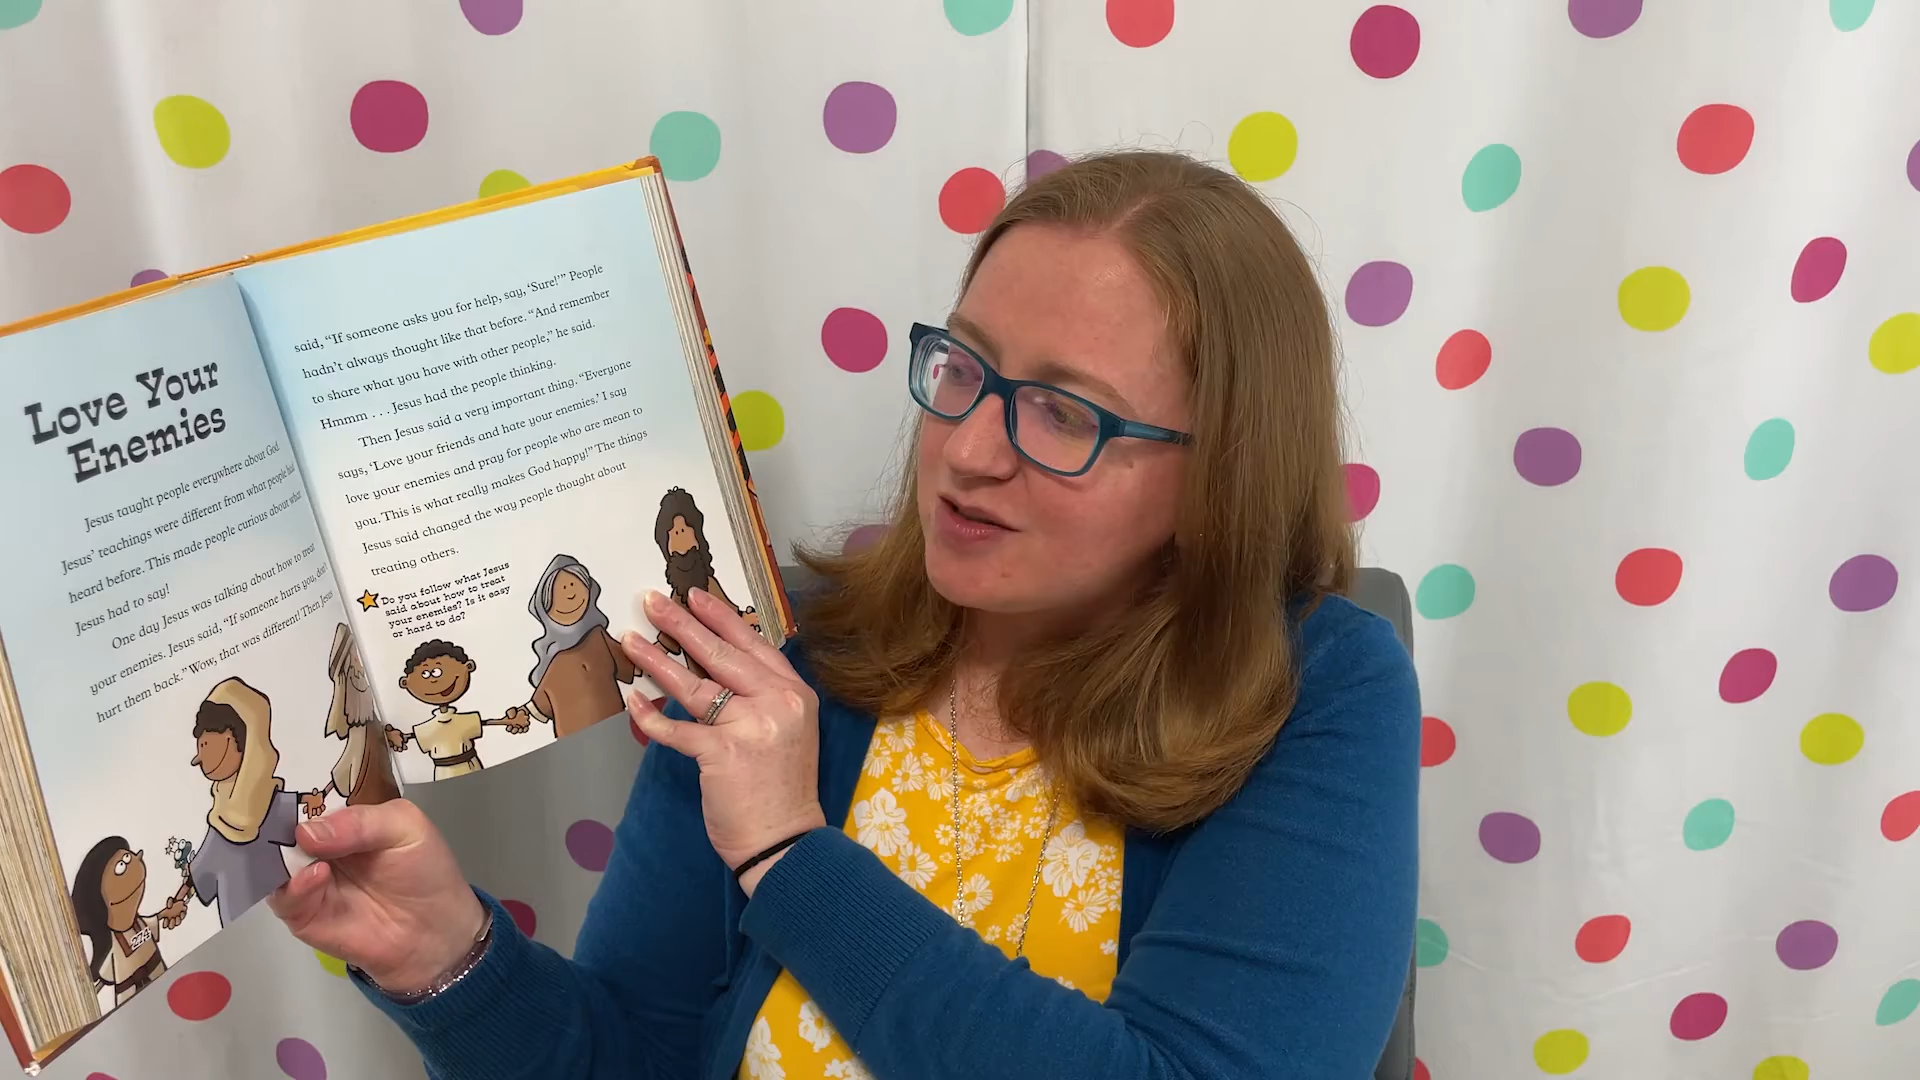 Love Your
Enemies
Jesus taught people everywhere about God.
Jesus' teachings were different from what people had
heard before. This made people curious about what
Jesus had to say!
One day Jesus was talking about how to treat
your enemies. Jesus said, "If someone hurts you, don't
hurt them back." Wow, that was different! Then Jesus
said, "If someone asks you for help, say, 'Sure!'" People
hadn't always thought like that before. "And remember
to share what you have with other people," he said.
Hmmm . . . Jesus had the people thinking.
Then Jesus said a very important thing. "Everyone
says, 'Love your friends and hate your enemies.' I say
love your enemies and pray for people who are mean to
you. This is what really makes God happy!" The things
Jesus said changed the way people thought about
treating others.
Do you follow what Jesus
said about how to treat
your enemies? Is it easy
or hard to do?
274